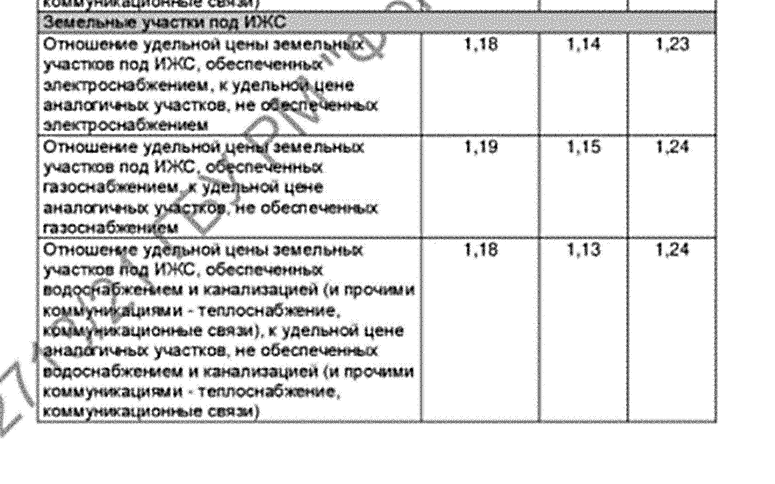 коммуникационные связи)
Земельные участки под ИЖС
Отношение удельной цены земельных 1,18 1,14 1,23
участков под ИЖС, обеспеченных
электроснабжением, к удельной цене
аналогичных участков, не обеспеченных
электроснабжением
Отношение удельной цены земельных 1,19 1,15 1,24
участков под ИЖС, обеспеченных
газоснабжением, к удельной цене
аналогичных участков, не обеспеченных
газоснабжением
Отношение удельной цены земельных 1,18 1,13 1,24
участков под ИЖС, обеспеченных
водоснабжением и канализацией (и прочими
коммуникациями - теплоснабжение,
коммуникационные связи), к удельной цене
аналогичных участков, не обеспеченных
водоснабжением и канализацией (и прочими
коммуникациями - теплоснабжение,
коммуникационные связи)
ГБУ РМ